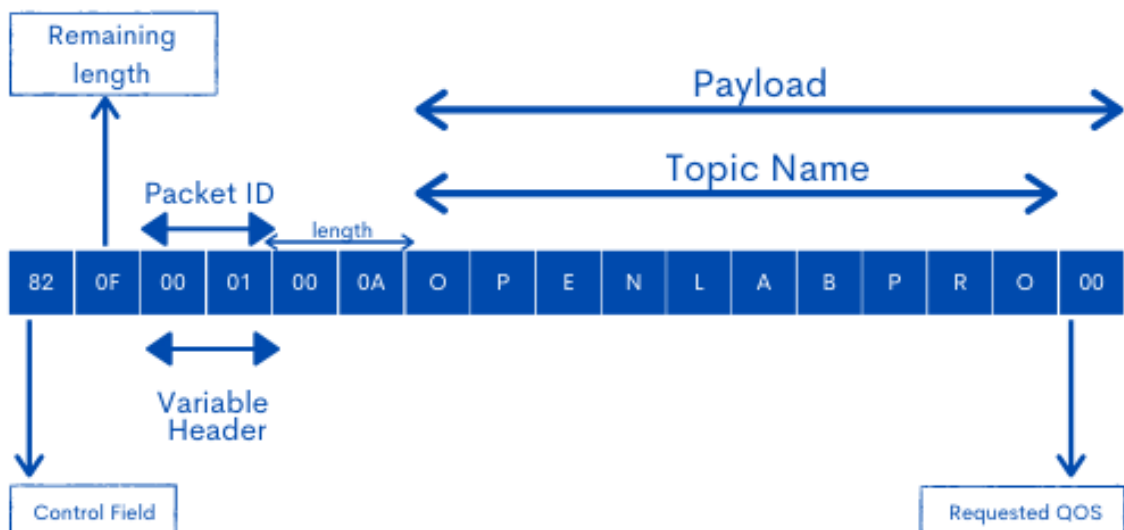 Remaining
length
Payload
Topic Name
Packet ID
length
82 0F 00 01 00 0A O P E N L A B P R O 00
Variable
Header
Control Field
Requested QOS